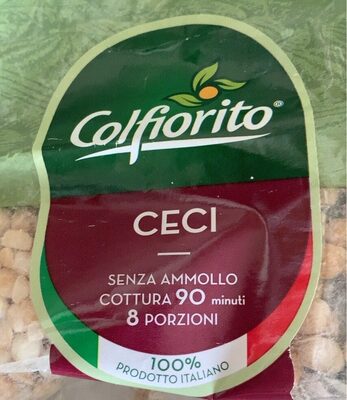 Colfiorito®
CECI
SENZA AMMOLLO
COTTURA 90 minuti
8 PORZIONI
100%
PRODOTTO ITALIANO